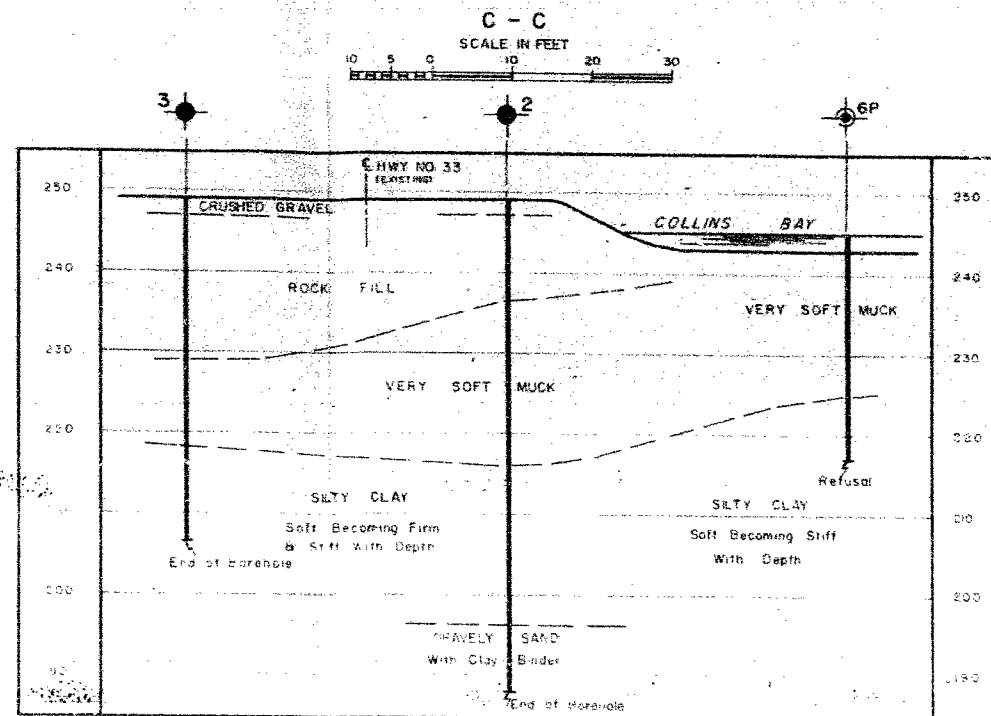 C - C
SCALE IN FEET
10 5 0 10 20 30
3
2
6P
℄ HWY NO. 33
(EXISTING)
250
250
CRUSHED GRAVEL
COLLINS BAY
240
240
ROCK FILL
VERY SOFT MUCK
230
230
VERY SOFT MUCK
220
220
Refusal
SILTY CLAY
SILTY CLAY
210
Soft Becoming Firm
Soft Becoming Stiff
& Stiff With Depth
With Depth
End of Borehole
200
200
GRAVELY SAND
With Clay Binder
190
End of Borehole